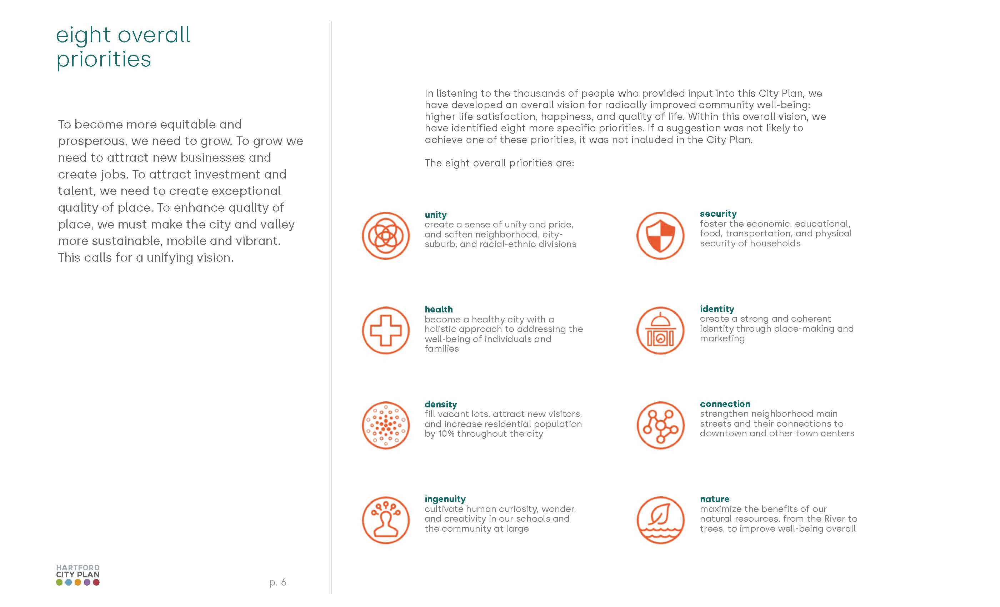 eight overall
priorities
To become more equitable and
prosperous, we need to grow. To grow we
need to attract new businesses and
create jobs. To attract investment and
talent, we need to create exceptional
quality of place. To enhance quality of
place, we must make the city and valley
more sustainable, mobile and vibrant.
This calls for a unifying vision.
In listening to the thousands of people who provided input into this City Plan, we
have developed an overall vision for radically improved community well-being:
higher life satisfaction, happiness, and quality of life. Within this overall vision, we
have identified eight more specific priorities. If a suggestion was not likely to
achieve one of these priorities, it was not included in the City Plan.
The eight overall priorities are:
unity
create a sense of unity and pride,
and soften neighborhood, city-
suburb, and racial-ethnic divisions
security
foster the economic, educational,
food, transportation, and physical
security of households
health
become a healthy city with a
holistic approach to addressing the
well-being of individuals and
families
identity
create a strong and coherent
identity through place-making and
marketing
density
fill vacant lots, attract new visitors,
and increase residential population
by 10% throughout the city
connection
strengthen neighborhood main
streets and their connections to
downtown and other town centers
ingenuity
cultivate human curiosity, wonder,
and creativity in our schools and
the community at large
nature
maximize the benefits of our
natural resources, from the River to
trees, to improve well-being overall
HARTFORD
CITY PLAN
p. 6